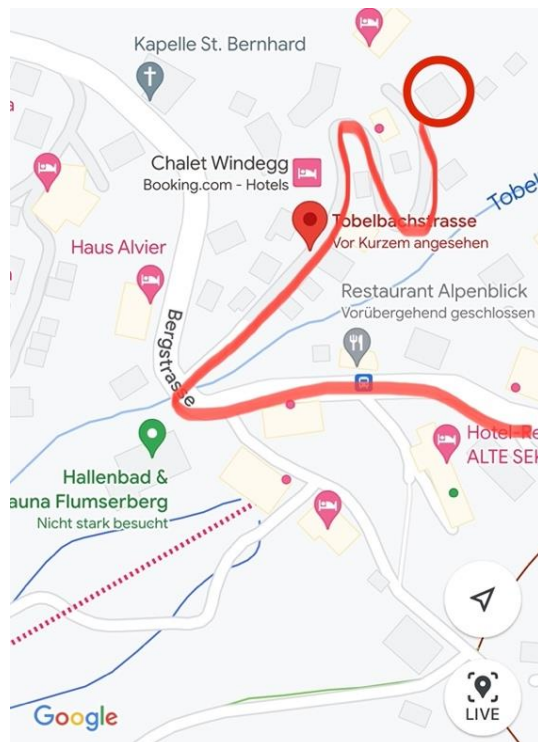 Kapelle St. Bernhard
Chalet Windegg
Booking.com - Hotels
Tobel
Tobelbachstrasse
Vor Kurzem angesehen
Haus Alvier
Restaurant Alpenblick
Vorübergehend geschlossen
Bergstrasse
Hotel-Re
ALTE SEK
Hallenbad &
auna Flumserberg
Nicht stark besucht
LIVE
Google